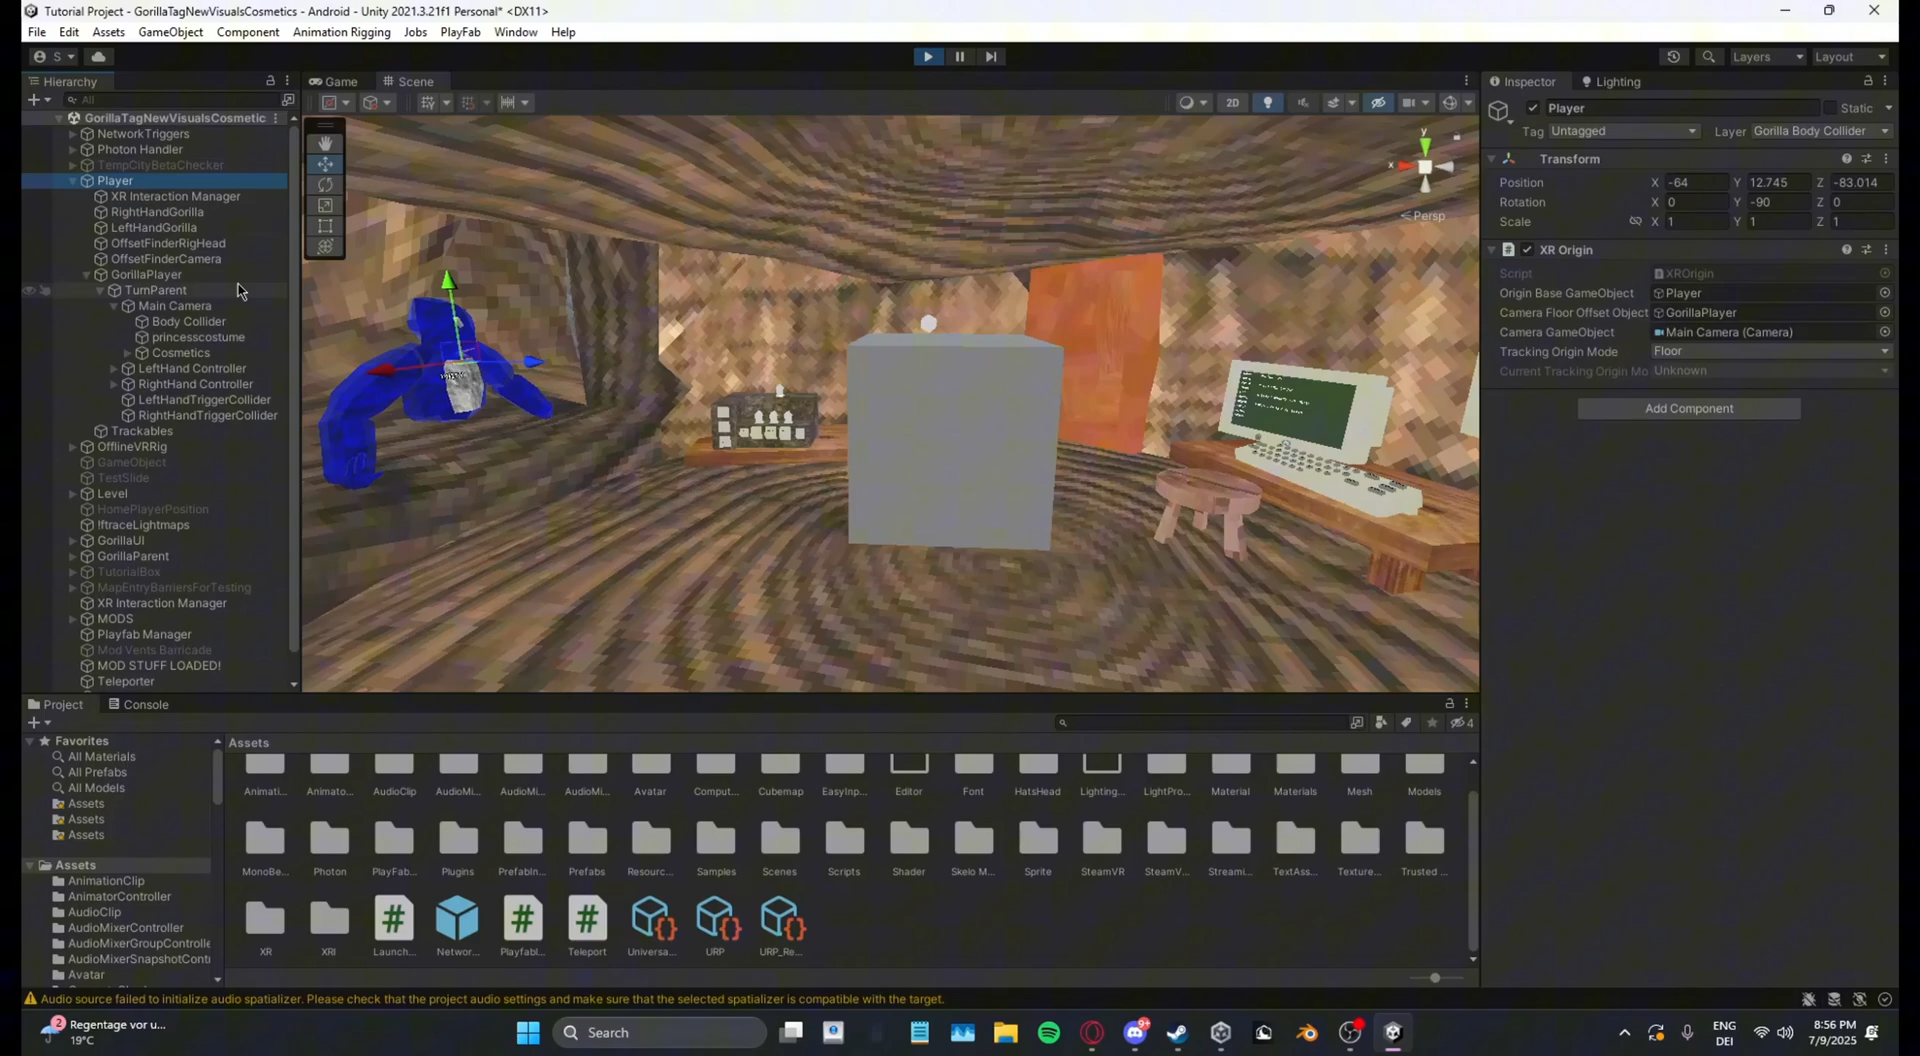 Tutorial Project - GorillaTagNewVisualsCosmetics - Android - Unity 2021.3.21f1 Personal* <DX11>
File Edit Assets GameObject Component Animation Rigging Jobs PlayFab Window Help
S Layers Layout
Hierarchy
All
GorillaTagNewVisualsCosmetic
NetworkTriggers
Photon Handler
TempCityBetaChecker
Player
XR Interaction Manager
RightHandGorilla
LeftHandGorilla
OffsetFinderRigHead
OffsetFinderCamera
GorillaPlayer
TurnParent
Main Camera
Body Collider
princesscostume
Cosmetics
LeftHand Controller
RightHand Controller
LeftHandTriggerCollider
RightHandTriggerCollider
Trackables
OfflineVRRig
GameObject
TestSlide
Level
HomePlayerPosition
!ftraceLightmaps
GorillaUI
GorillaParent
TutorialBox
MapEntryBarriersForTesting
XR Interaction Manager
MODS
Playfab Manager
Mod Vents Barricade
MOD STUFF LOADED!
Teleporter
Game Scene
2D
y
x
Persp
Inspector Lighting
Player Static
Tag Untagged Layer Gorilla Body Collider
Transform
Position X -64 Y 12.745 Z -83.014
Rotation X 0 Y -90 Z 0
Scale X 1 Y 1 Z 1
XR Origin
Script XROrigin
Origin Base GameObject Player
Camera Floor Offset Object GorillaPlayer
Camera GameObject Main Camera (Camera)
Tracking Origin Mode Floor
Current Tracking Origin Mo Unknown
Add Component
Project Console
4
Favorites
All Materials
All Prefabs
All Models
Assets
Assets
Assets
Assets
AnimationClip
AnimatorController
AudioClip
AudioMixerController
AudioMixerGroupControlle
AudioMixerSnapshotContr
Avatar
Assets
Animati... Animato... AudioClip AudioMi... AudioMi... AudioMi... Avatar Comput... Cubemap EasyInp... Editor Font HatsHead Lighting... LightPro... Material Materials Mesh Models
MonoBe... Photon PlayFab... Plugins PrefabIn... Prefabs Resourc... Samples Scenes Scripts Shader Skelo M... Sprite SteamVR SteamV... Streami... TextAss... Texture... Trusted ...
XR XRI Launch... Networ... Playfabl... Teleport Universa... URP URP_Re...
Audio source failed to initialize audio spatializer. Please check that the project audio settings and make sure that the selected spatializer is compatible with the target.
2
Regentage vor u...
19°C
Search
9+
ENG
DEI
8:56 PM
7/9/2025